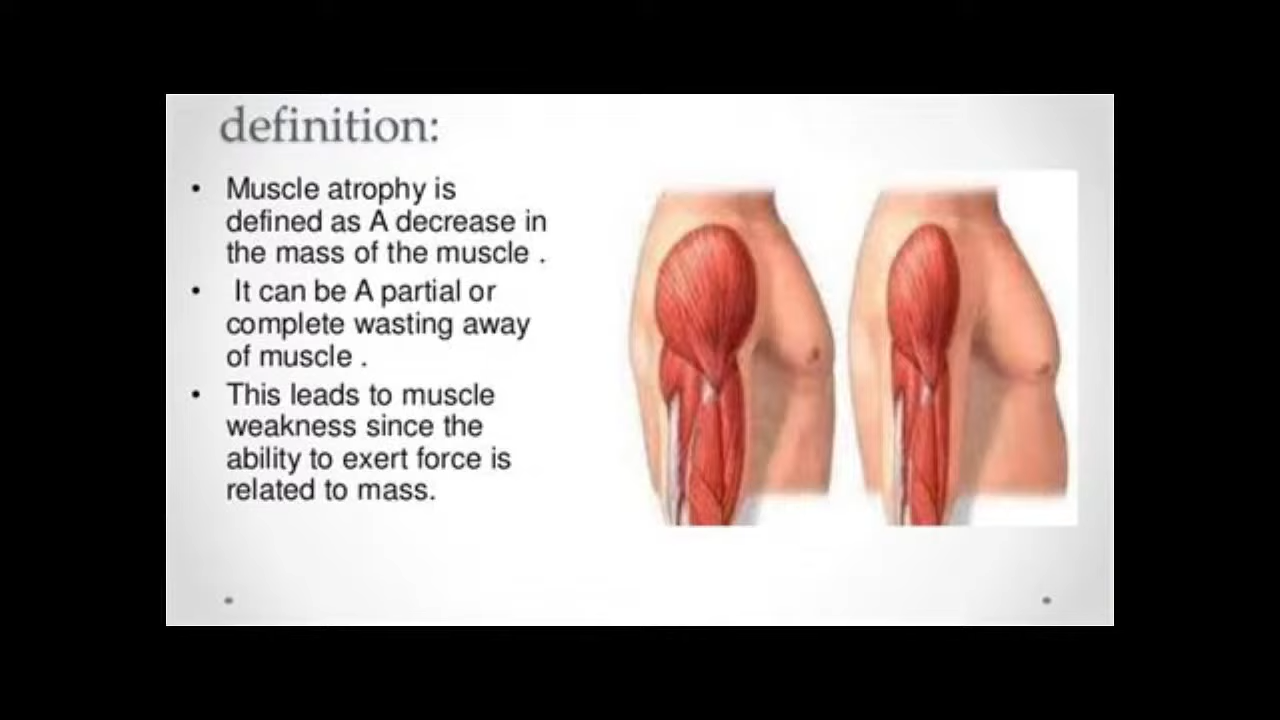 definition:
• Muscle atrophy is
defined as A decrease in
the mass of the muscle .
• It can be A partial or
complete wasting away
of muscle .
• This leads to muscle
weakness since the
ability to exert force is
related to mass.